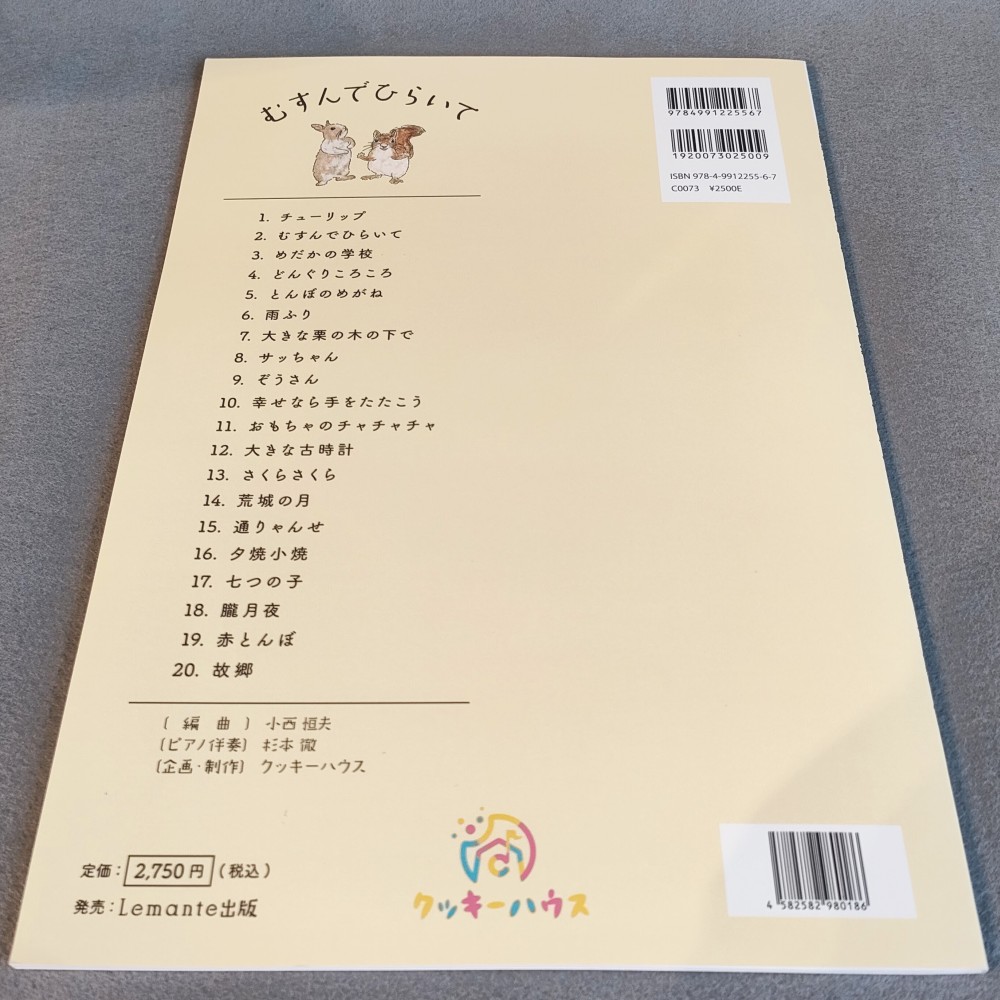 むすんでひらいて
9784991225567
1920073025009
ISBN 978-4-9912255-6-7
C0073 ¥2500E
1. チューリップ
2. むすんでひらいて
3. めだかの学校
4. どんぐりころころ
5. とんぼのめがね
6. 雨ふり
7. 大きな栗の木の下で
8. サッちゃん
9. ぞうさん
10. 幸せなら手をたたこう
11. おもちゃのチャチャチャ
12. 大きな古時計
13. さくらさくら
14. 荒城の月
15. 通りゃんせ
16. 夕焼小焼
17. 七つの子
18. 朧月夜
19. 赤とんぼ
20. 故郷
〔 編 曲 〕 小西 恒夫
〔ピアノ伴奏〕 杉本 徹
〔企画・制作〕 クッキーハウス
定価：2,750円（税込）
発売：Lemante出版
クッキーハウス
4 582582 980186